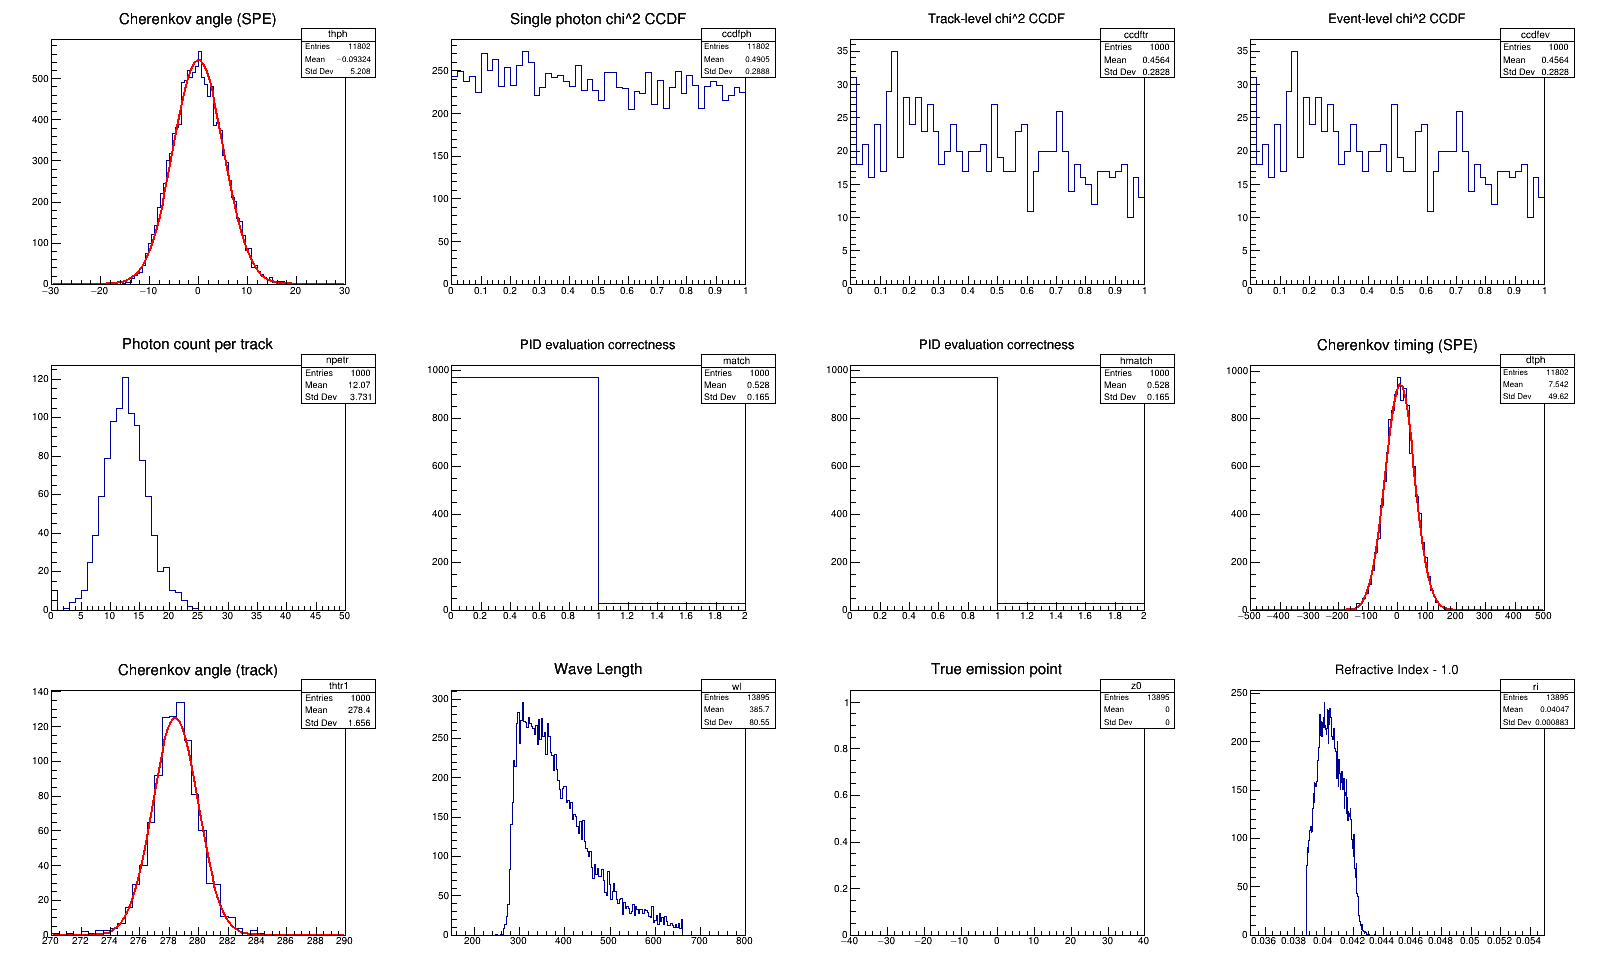 Cherenkov angle (SPE)
thph
Entries 11802
Mean −0.09324
Std Dev 5.208
500
400
300
200
100
0
−30 −20 −10 0 10 20 30
Single photon chi^2 CCDF
ccdfph
Entries 11802
Mean 0.4905
Std Dev 0.2888
250
200
150
100
50
0
0 0.1 0.2 0.3 0.4 0.5 0.6 0.7 0.8 0.9 1
Track-level chi^2 CCDF
ccdftr
Entries 1000
Mean 0.4564
Std Dev 0.2828
35
30
25
20
15
10
5
0
0 0.1 0.2 0.3 0.4 0.5 0.6 0.7 0.8 0.9 1
Event-level chi^2 CCDF
ccdfev
Entries 1000
Mean 0.4564
Std Dev 0.2828
35
30
25
20
15
10
5
0
0 0.1 0.2 0.3 0.4 0.5 0.6 0.7 0.8 0.9 1
Photon count per track
npetr
Entries 1000
Mean 12.07
Std Dev 3.731
120
100
80
60
40
20
0
0 5 10 15 20 25 30 35 40 45 50
PID evaluation correctness
match
Entries 1000
Mean 0.528
Std Dev 0.165
1000
800
600
400
200
0
0 0.2 0.4 0.6 0.8 1 1.2 1.4 1.6 1.8 2
PID evaluation correctness
hmatch
Entries 1000
Mean 0.528
Std Dev 0.165
1000
800
600
400
200
0
0 0.2 0.4 0.6 0.8 1 1.2 1.4 1.6 1.8 2
Cherenkov timing (SPE)
dtph
Entries 11802
Mean 7.542
Std Dev 49.62
1000
800
600
400
200
0
−500 −400 −300 −200 −100 0 100 200 300 400 500
Cherenkov angle (track)
thtr1
Entries 1000
Mean 278.4
Std Dev 1.656
140
120
100
80
60
40
20
0
270 272 274 276 278 280 282 284 286 288 290
Wave Length
wl
Entries 13895
Mean 385.7
Std Dev 80.55
300
250
200
150
100
50
0
200 300 400 500 600 700 800
True emission point
z0
Entries 13895
Mean 0
Std Dev 0
1
0.8
0.6
0.4
0.2
0
−40 −30 −20 −10 0 10 20 30 40
Refractive Index - 1.0
ri
Entries 13895
Mean 0.04047
Std Dev 0.000883
250
200
150
100
50
0
0.036 0.038 0.04 0.042 0.044 0.046 0.048 0.05 0.052 0.054